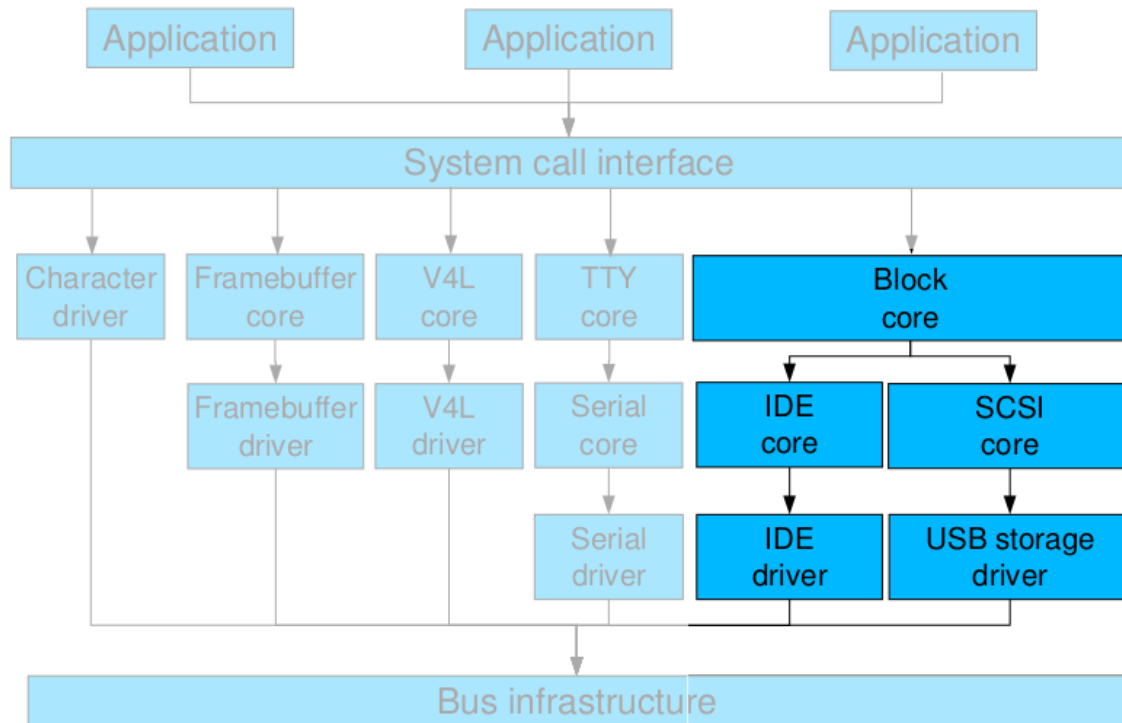 Application
Application
Application
System call interface
Character
driver
Framebuffer
core
V4L
core
TTY
core
Block
core
Framebuffer
driver
V4L
driver
Serial
core
IDE
core
SCSI
core
Serial
driver
IDE
driver
USB storage
driver
Bus infrastructure